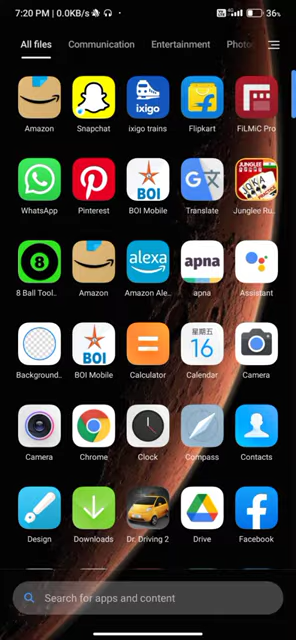 7:20 PM | 0.0KB/s
36%
All files Communication Entertainment Photo
Amazon Snapchat ixigo trains Flipkart FiLMiC Pro
BOI
JUNGLEE
JOKA
WhatsApp Pinterest BOI Mobile Translate Junglee Ru...
8 alexa apna
8 Ball Tool.. Amazon Amazon Ale.. apna Assistant
BOI 星期五
16
Background.. BOI Mobile Calculator Calendar Camera
Camera Chrome Clock Compass Contacts
Design Downloads Dr. Driving 2 Drive Facebook
Search for apps and content